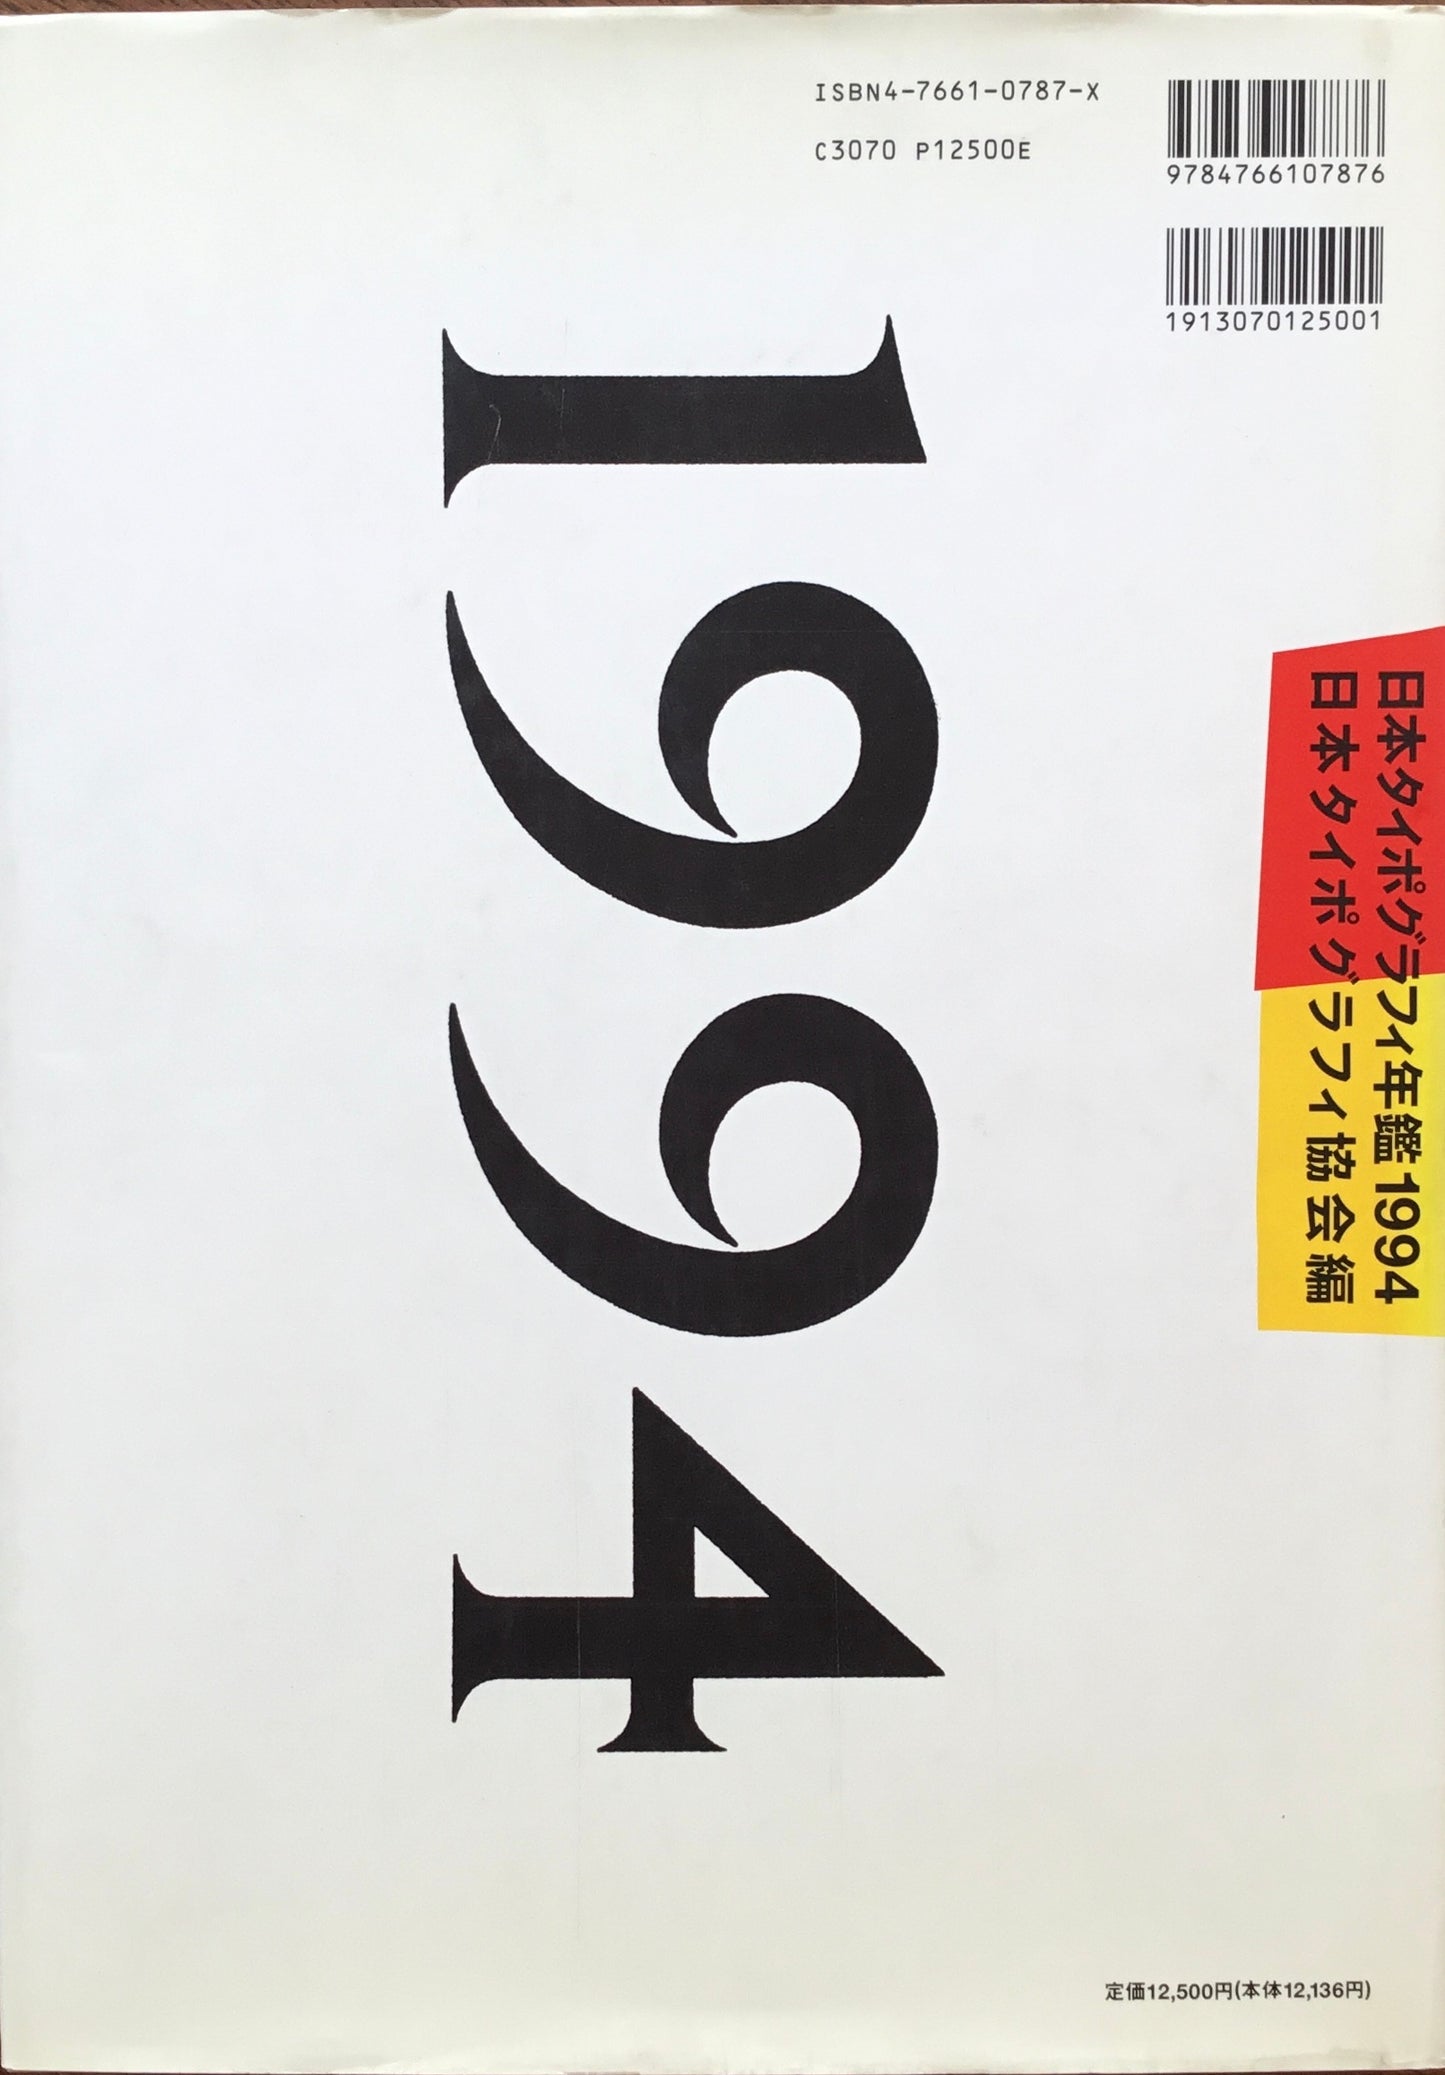 ISBN4-7661-0787-X
C3070 P12500E
9784766107876
1913070125001
1994
日本タイポグラフィ年鑑1994
日本タイポグラフィ協会編
定価12,500円(本体12,136円)